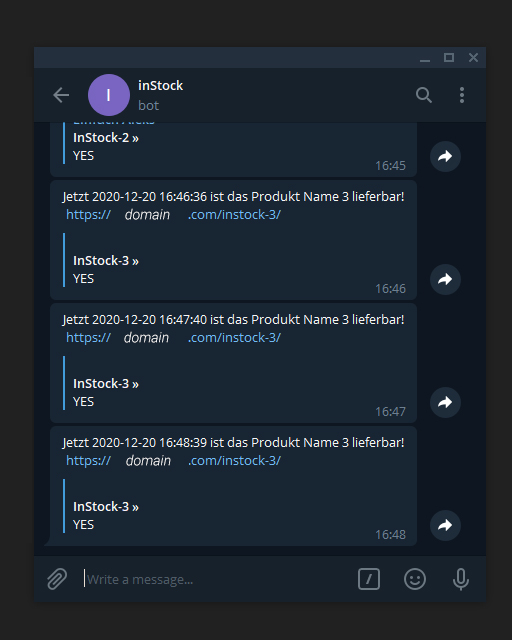 I
inStock
bot
InStock-2 »
YES
16:45
Jetzt 2020-12-20 16:46:36 ist das Produkt Name 3 lieferbar!
https:// domain .com/instock-3/
InStock-3 »
YES
16:46
Jetzt 2020-12-20 16:47:40 ist das Produkt Name 3 lieferbar!
https:// domain .com/instock-3/
InStock-3 »
YES
16:47
Jetzt 2020-12-20 16:48:39 ist das Produkt Name 3 lieferbar!
https:// domain .com/instock-3/
InStock-3 »
YES
16:48
Write a message...